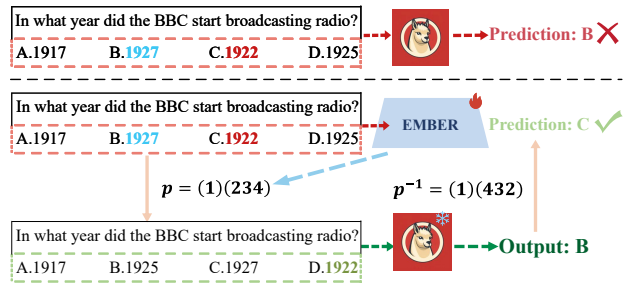 In what year did the BBC start broadcasting radio?
A.1917 B.1927 C.1922 D.1925
Prediction: B
In what year did the BBC start broadcasting radio?
A.1917 B.1927 C.1922 D.1925
EMBER
Prediction: C
p = (1)(234)
p⁻¹ = (1)(432)
In what year did the BBC start broadcasting radio?
A.1917 B.1925 C.1927 D.1922
Output: B